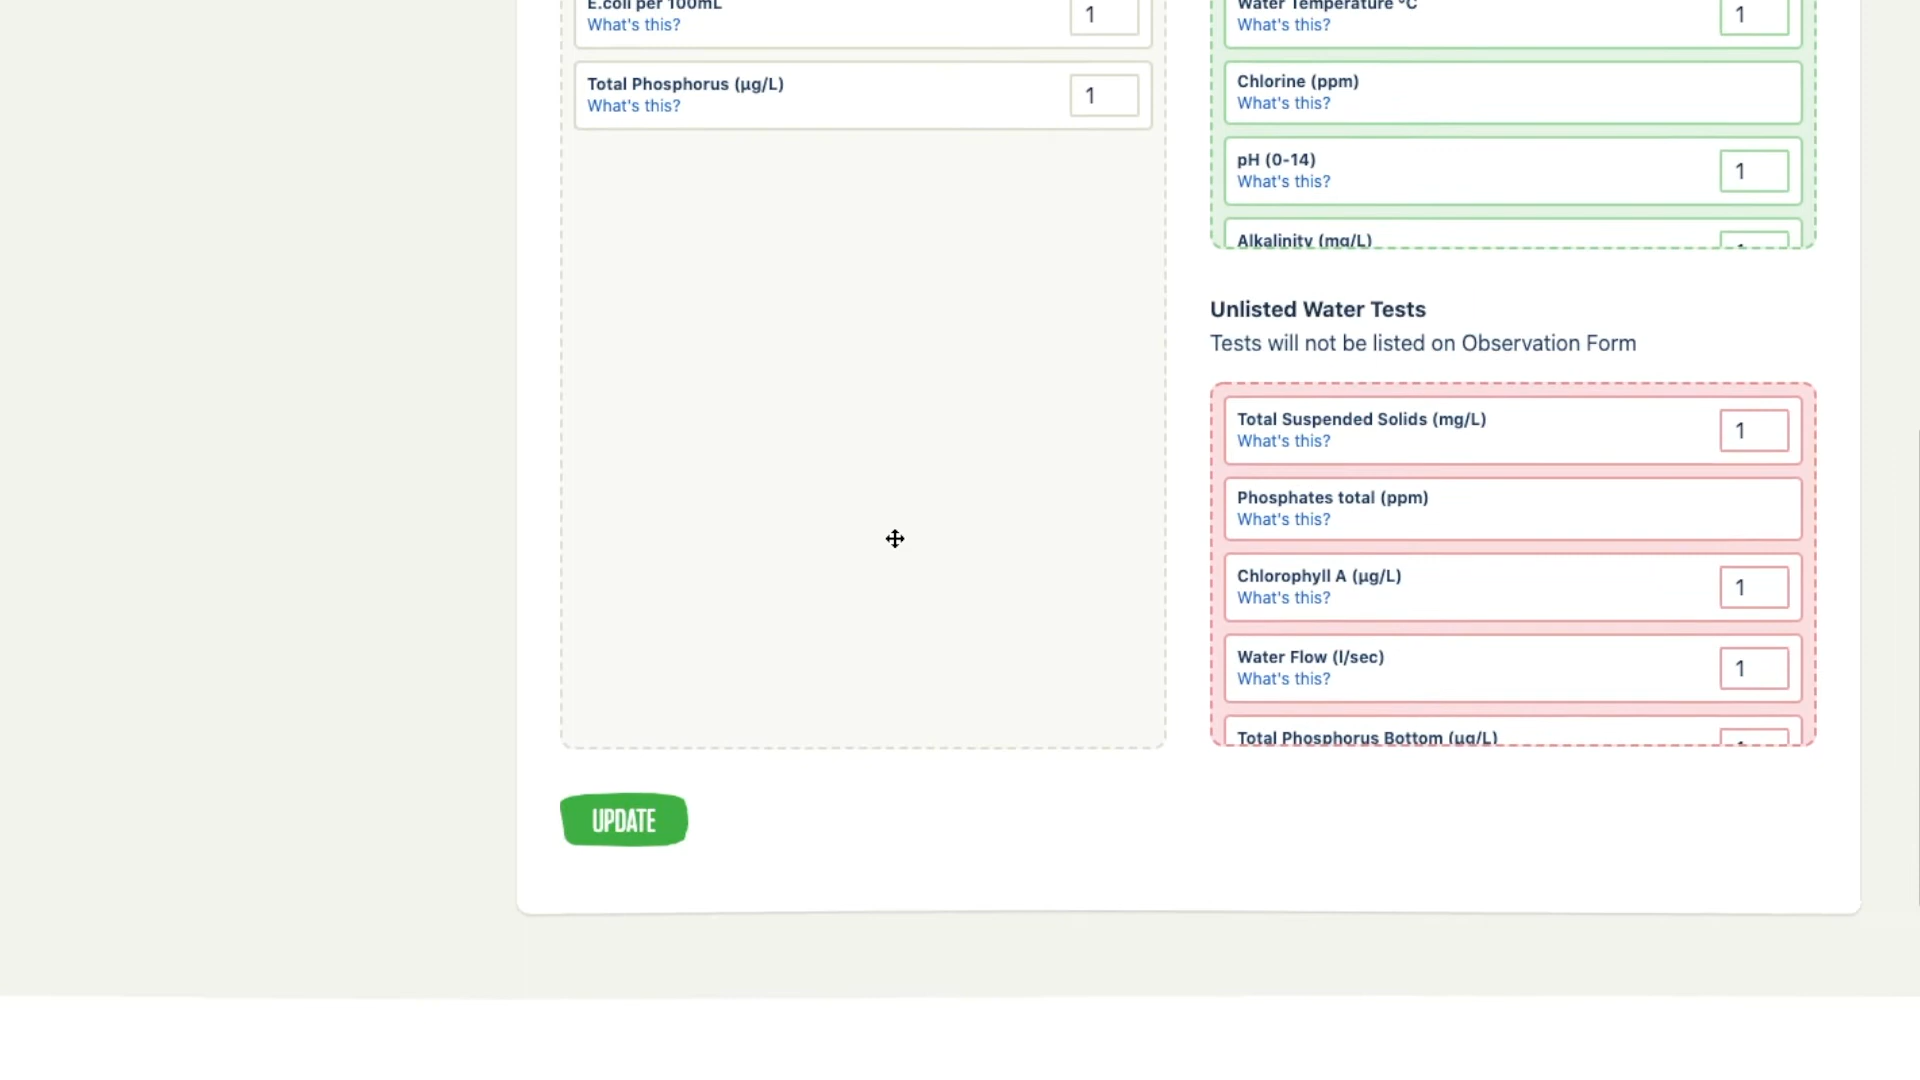 E.coli per 100mL
What's this?
1
Total Phosphorus (µg/L)
What's this?
1
Water Temperature °C
What's this?
1
Chlorine (ppm)
What's this?
pH (0-14)
What's this?
1
Alkalinity (mg/L)
Unlisted Water Tests
Tests will not be listed on Observation Form
Total Suspended Solids (mg/L)
What's this?
1
Phosphates total (ppm)
What's this?
Chlorophyll A (µg/L)
What's this?
1
Water Flow (l/sec)
What's this?
1
Total Phosphorus Bottom (µg/L)
UPDATE